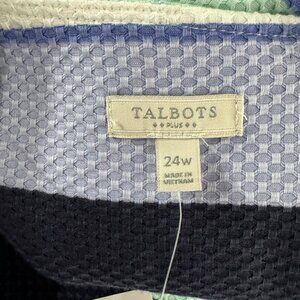 TALBOTS
PLUS
24W
MADE IN
VIETNAM